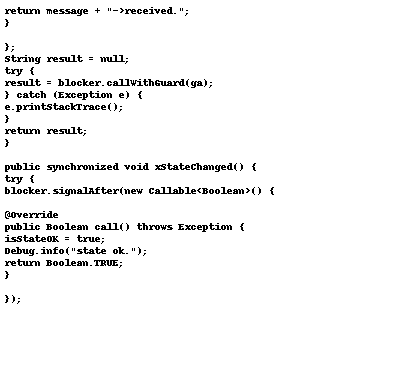 return message + "->received.";
}

};
String result = null;
try {
result = blocker.callWithGuard(ga);
} catch (Exception e) {
e.printStackTrace();
}
return result;
}

public synchronized void xStateChanged() {
try {
blocker.signalAfter(new Callable<Boolean>() {

@Override
public Boolean call() throws Exception {
isStateOK = true;
Debug.info("state ok.");
return Boolean.TRUE;
}

});